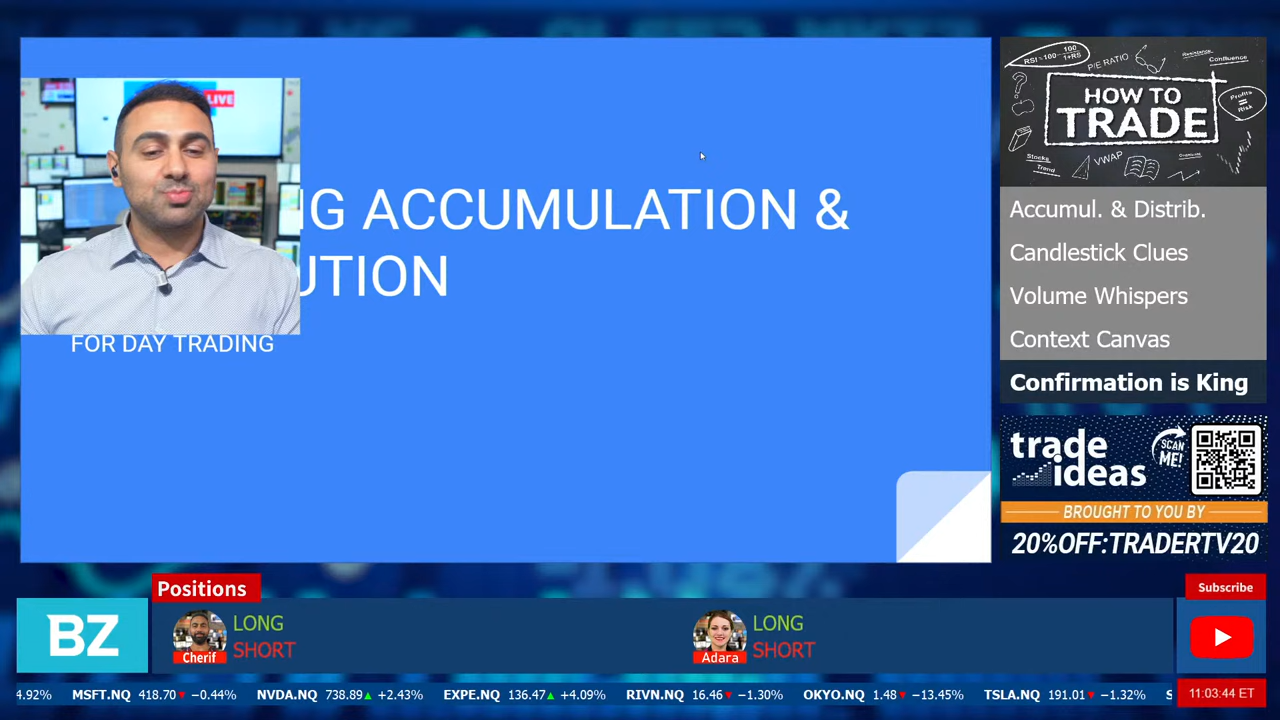 LIVE
G ACCUMULATION &
UTION
FOR DAY TRADING
RSI=100-
100
1+RS
P/E RATIO
Resistance
Confluence
HOW TO
TRADE
Profits
=
Risk
Stocks
Trend
VWAP
Accumul. & Distrib.
Candlestick Clues
Volume Whispers
Context Canvas
Confirmation is King
trade
ideas
SCAN
ME!
BROUGHT TO YOU BY
20%OFF:TRADERTV20
Positions
Subscribe
BZ
Cherif
LONG
SHORT
Adara
LONG
SHORT
4.92% MSFT.NQ 418.70 -0.44% NVDA.NQ 738.89 +2.43% EXPE.NQ 136.47 +4.09% RIVN.NQ 16.46 -1.30% OKYO.NQ 1.48 -13.45% TSLA.NQ 191.01 -1.32% S
11:03:44 ET